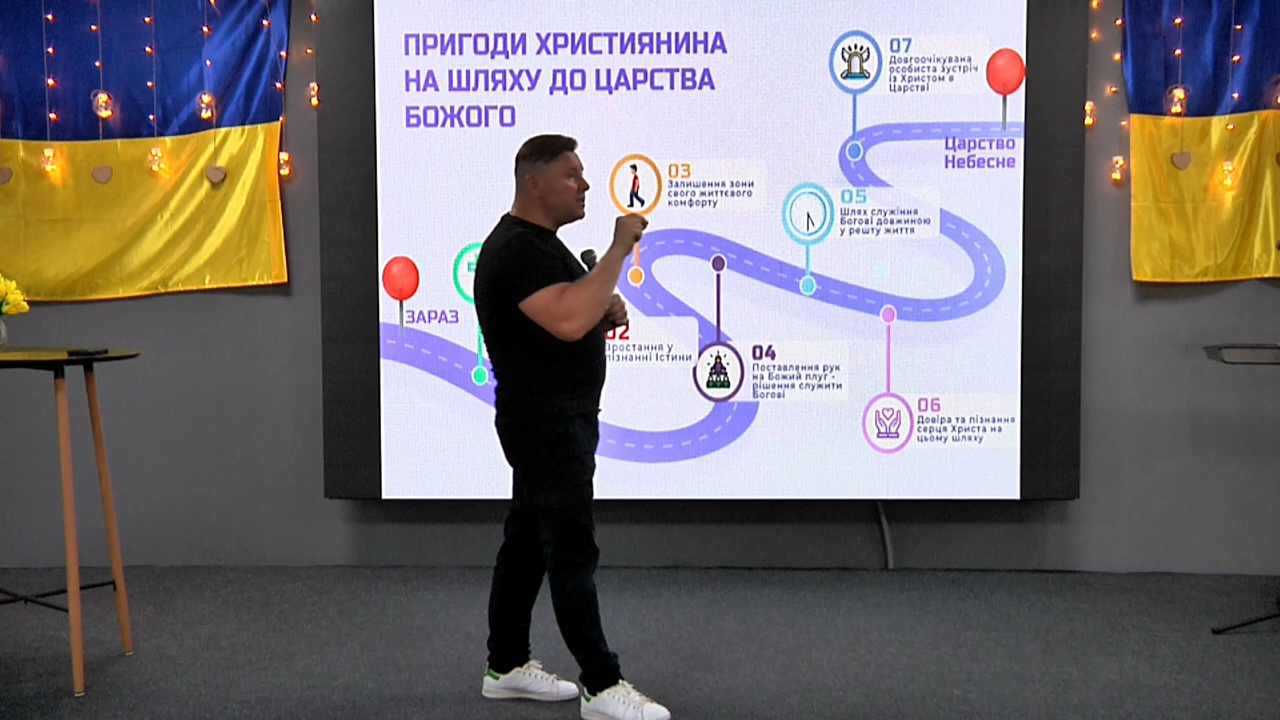 ПРИГОДИ ХРИСТИЯНИНА
НА ШЛЯХУ ДО ЦАРСТВА
БОЖОГО
ЗАРАЗ
02
Зростання у
пізнанні Істини
03
Залишення зони
свого життєвого
комфорту
04
Поставлення рук
на Божий плуг -
рішення служити
Богові
05
Шлях служіння
Богові довжиною
у решту життя
06
Довіра та пізнання
серця Христа на
цьому шляху
07
Довгоочікувана
особиста зустріч
із Христом в
Царстві
Царство
Небесне